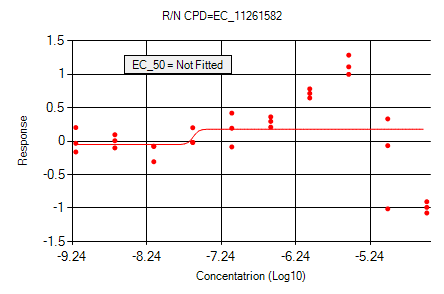 R/N CPD=EC_11261582
EC_50 = Not Fitted
Response
1.5
1
0.5
0
-0.5
-1
-1.5
-9.24 -8.24 -7.24 -6.24 -5.24
Concentatrion (Log10)